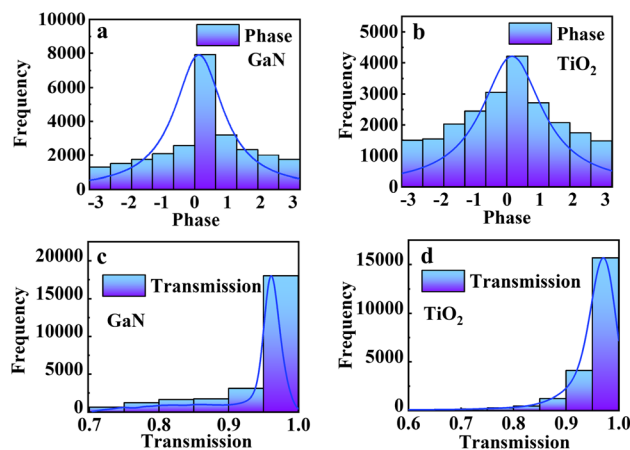 a
Phase
GaN
Frequency
10000
8000
6000
4000
2000
0
-3 -2 -1 0 1 2 3
Phase
b
Phase
TiO2
Frequency
5000
4000
3000
2000
1000
0
-3 -2 -1 0 1 2 3
Phase
c
Transmission
GaN
Frequency
20000
15000
10000
5000
0
0.7 0.8 0.9 1.0
Transmission
d
Transmission
TiO2
Frequency
15000
10000
5000
0
0.6 0.7 0.8 0.9 1.0
Transmission